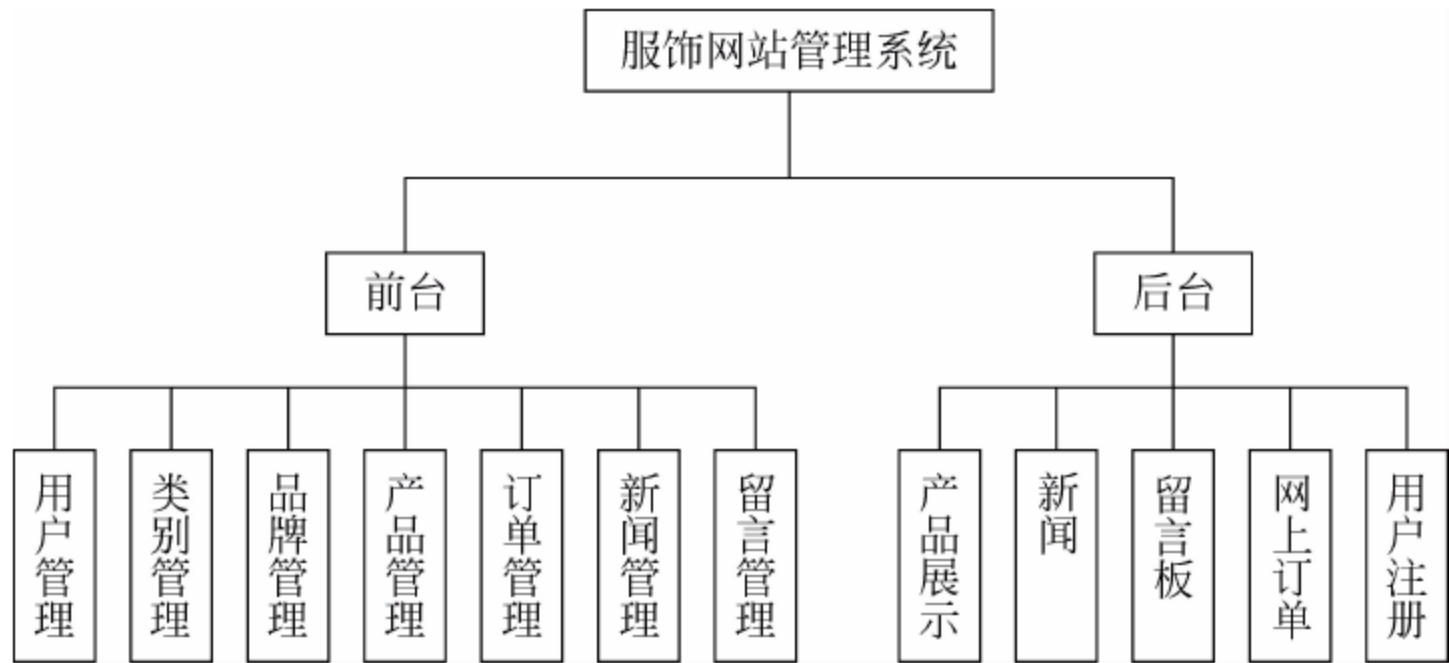 服饰网站管理系统
前台
后台
用户管理
类别管理
品牌管理
产品管理
订单管理
新闻管理
留言管理
产品展示
新闻
留言板
网上订单
用户注册